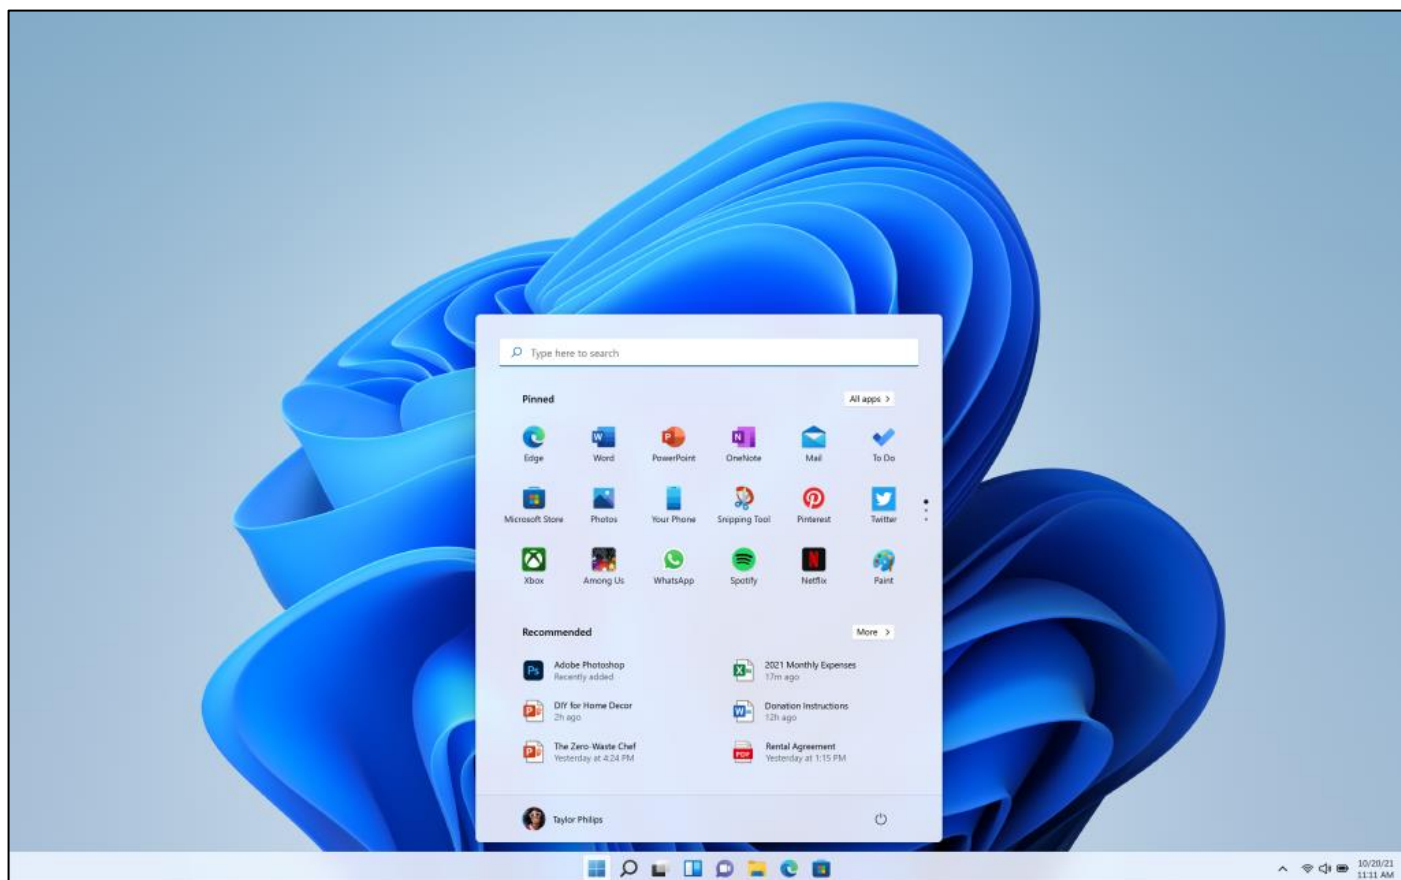 Type here to search
Pinned
All apps >
Edge
Word
PowerPoint
OneNote
Mail
To Do
Microsoft Store
Photos
Your Phone
Snipping Tool
Pinterest
Twitter
Xbox
Among Us
WhatsApp
Spotify
Netflix
Paint
Recommended
More >
Adobe Photoshop
Recently added
2021 Monthly Expenses
17m ago
DIY for Home Decor
2h ago
Donation Instructions
12h ago
The Zero-Waste Chef
Yesterday at 4:24 PM
Rental Agreement
Yesterday at 1:15 PM
Taylor Philips
10/20/21
11:11 AM